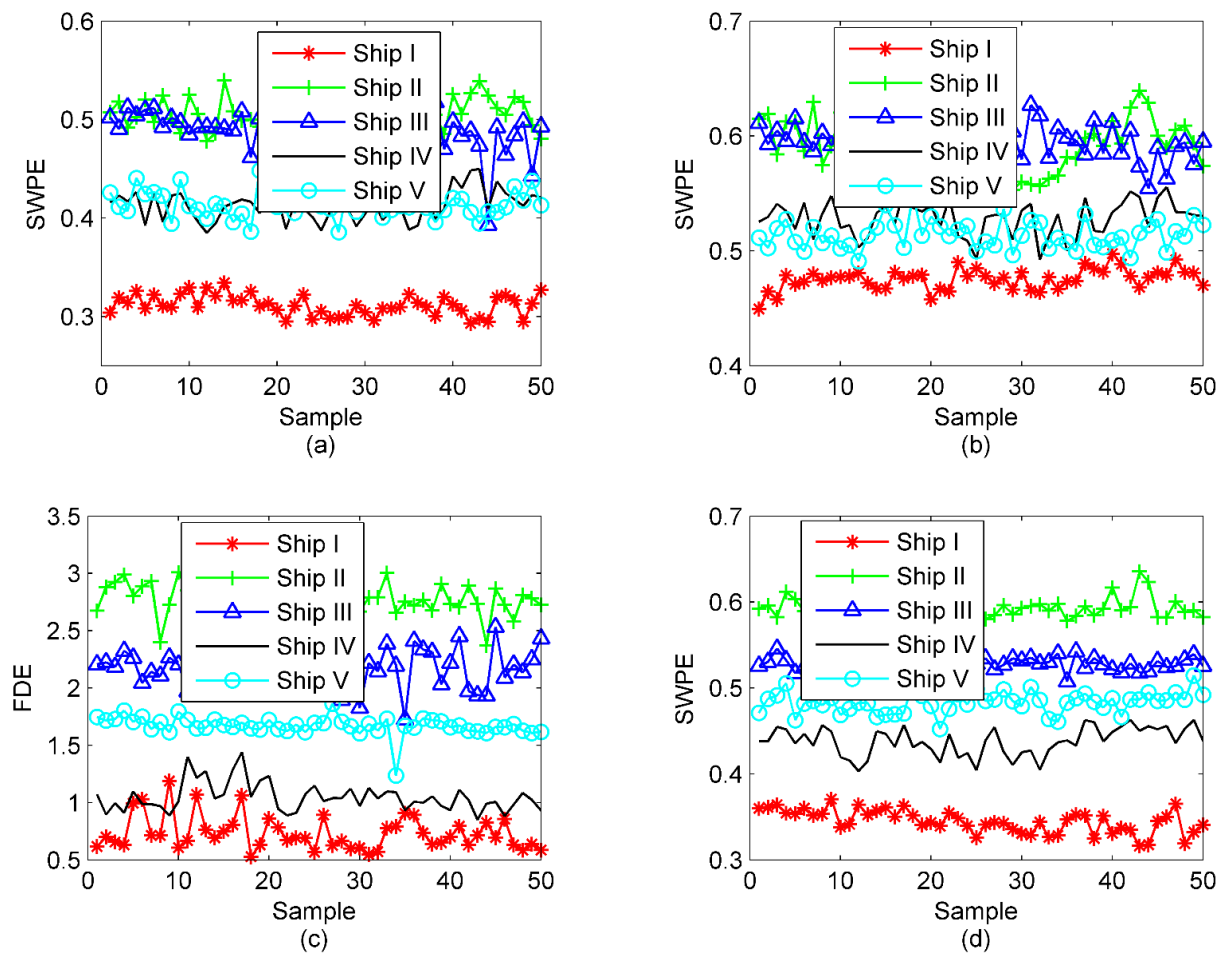 0.6
0.5
0.4
0.3
SWPE
0 10 20 30 40 50
Sample
(a)
Ship I
Ship II
Ship III
Ship IV
Ship V
0.7
0.6
0.5
0.4
SWPE
0 10 20 30 40 50
Sample
(b)
Ship I
Ship II
Ship III
Ship IV
Ship V
3.5
3
2.5
2
1.5
1
0.5
FDE
0 10 20 30 40 50
Sample
(c)
Ship I
Ship II
Ship III
Ship IV
Ship V
0.7
0.6
0.5
0.4
0.3
SWPE
0 10 20 30 40 50
Sample
(d)
Ship I
Ship II
Ship III
Ship IV
Ship V